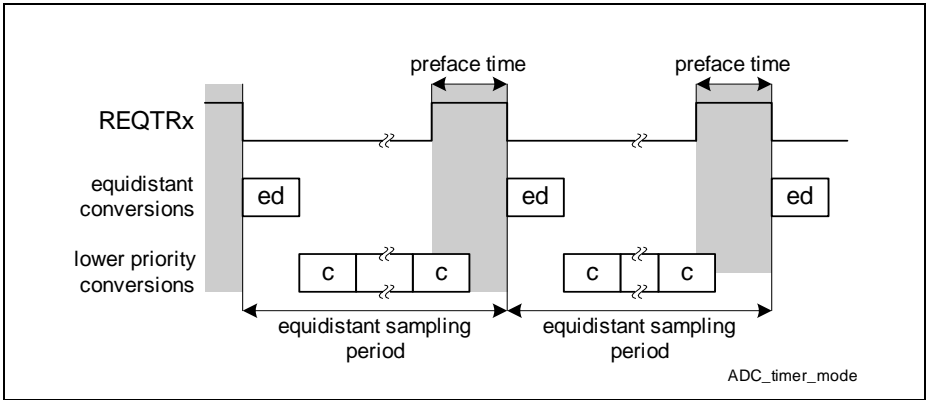 preface time
preface time
REQTRx
equidistant
conversions
ed
ed
ed
lower priority
conversions
c
c
c
c
equidistant sampling
period
equidistant sampling
period
ADC_timer_mode